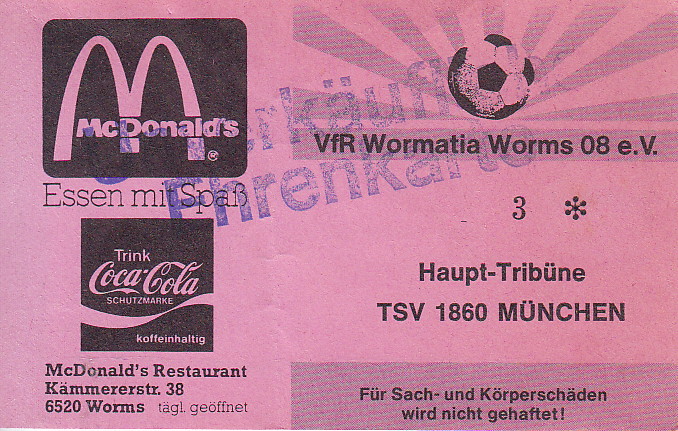 McDonald's
®
Essen mit Spaß
Trink
Coca-Cola
SCHUTZMARKE
koffeinhaltig
McDonald's Restaurant
Kämmererstr. 38
6520 Worms tägl. geöffnet
VfR Wormatia Worms 08 e.V.
3 *
Haupt-Tribüne
TSV 1860 MÜNCHEN
Für Sach- und Körperschäden
wird nicht gehaftet!
Ehrenkarte